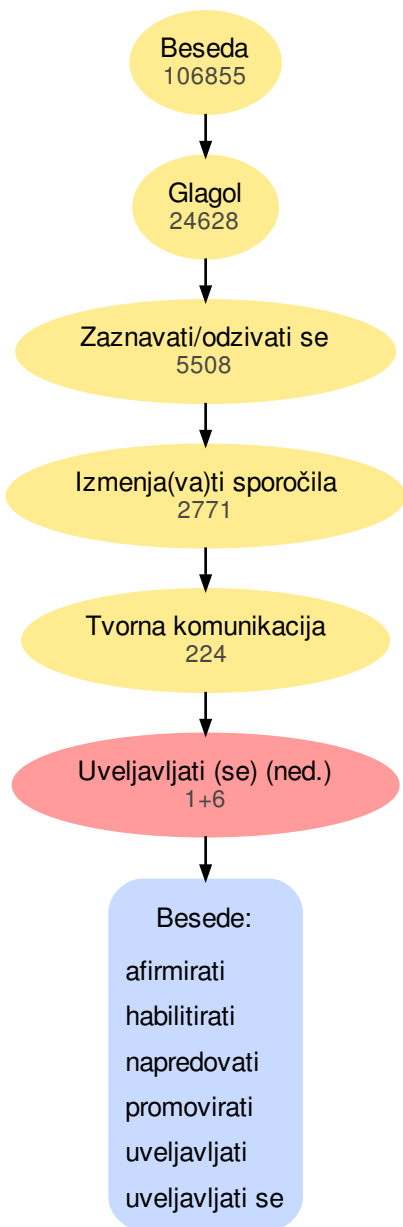 Beseda
106855
Glagol
24628
Zaznavati/odzivati se
5508
Izmenja(va)ti sporočila
2771
Tvorna komunikacija
224
Uveljavljati (se) (ned.)
1+6
Besede:
afirmirati
habilitirati
napredovati
promovirati
uveljavljati
uveljavljati se